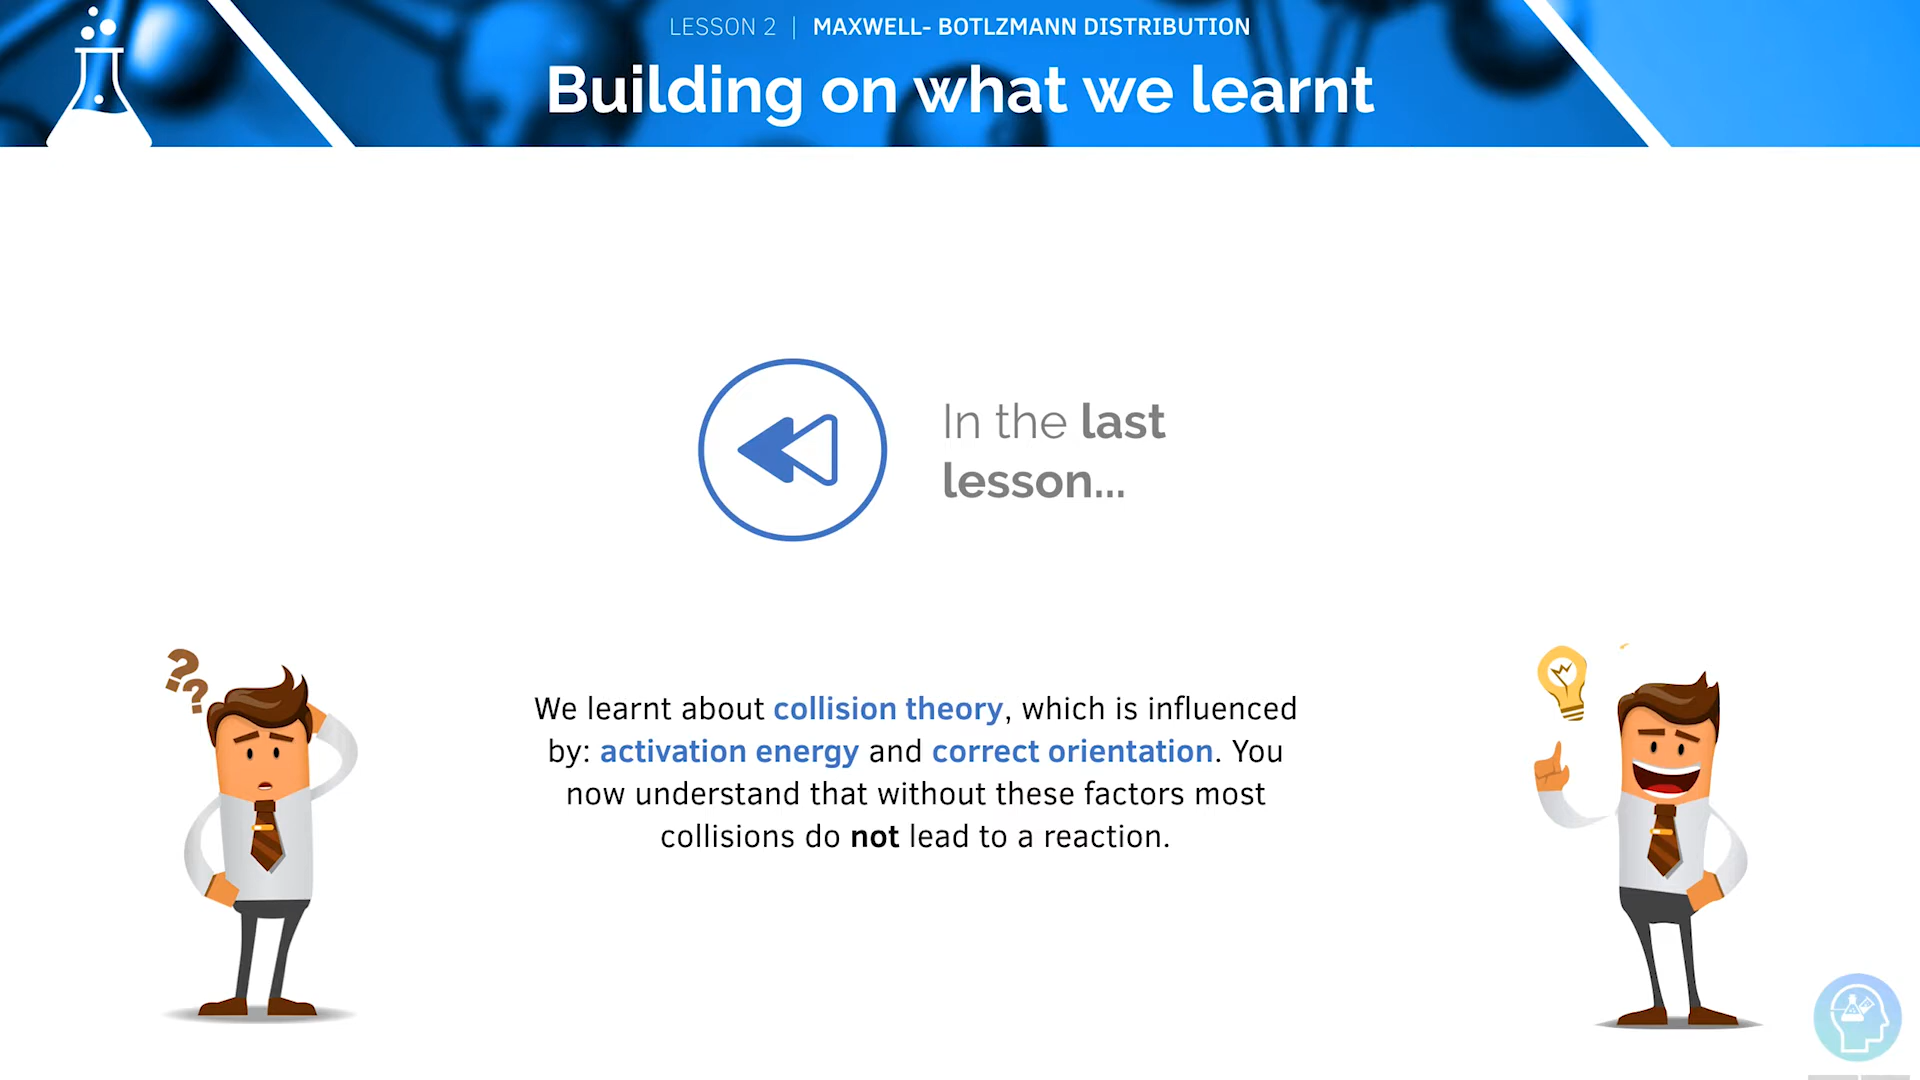 LESSON 2 | MAXWELL- BOTLZMANN DISTRIBUTION
Building on what we learnt
In the last
lesson...
??
We learnt about collision theory, which is influenced
by: activation energy and correct orientation. You
now understand that without these factors most
collisions do not lead to a reaction.